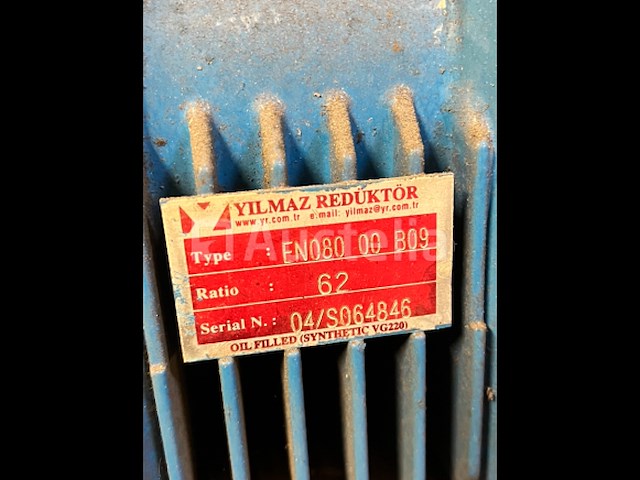 YILMAZ REDÜKTÖR
www.yr.com.tr e.mail: yilmaz@yr.com.tr
Type : EN080 00 B09
Ratio : 62
Serial N. : 04/S064846
OIL FILLED (SYNTHETIC VG220)